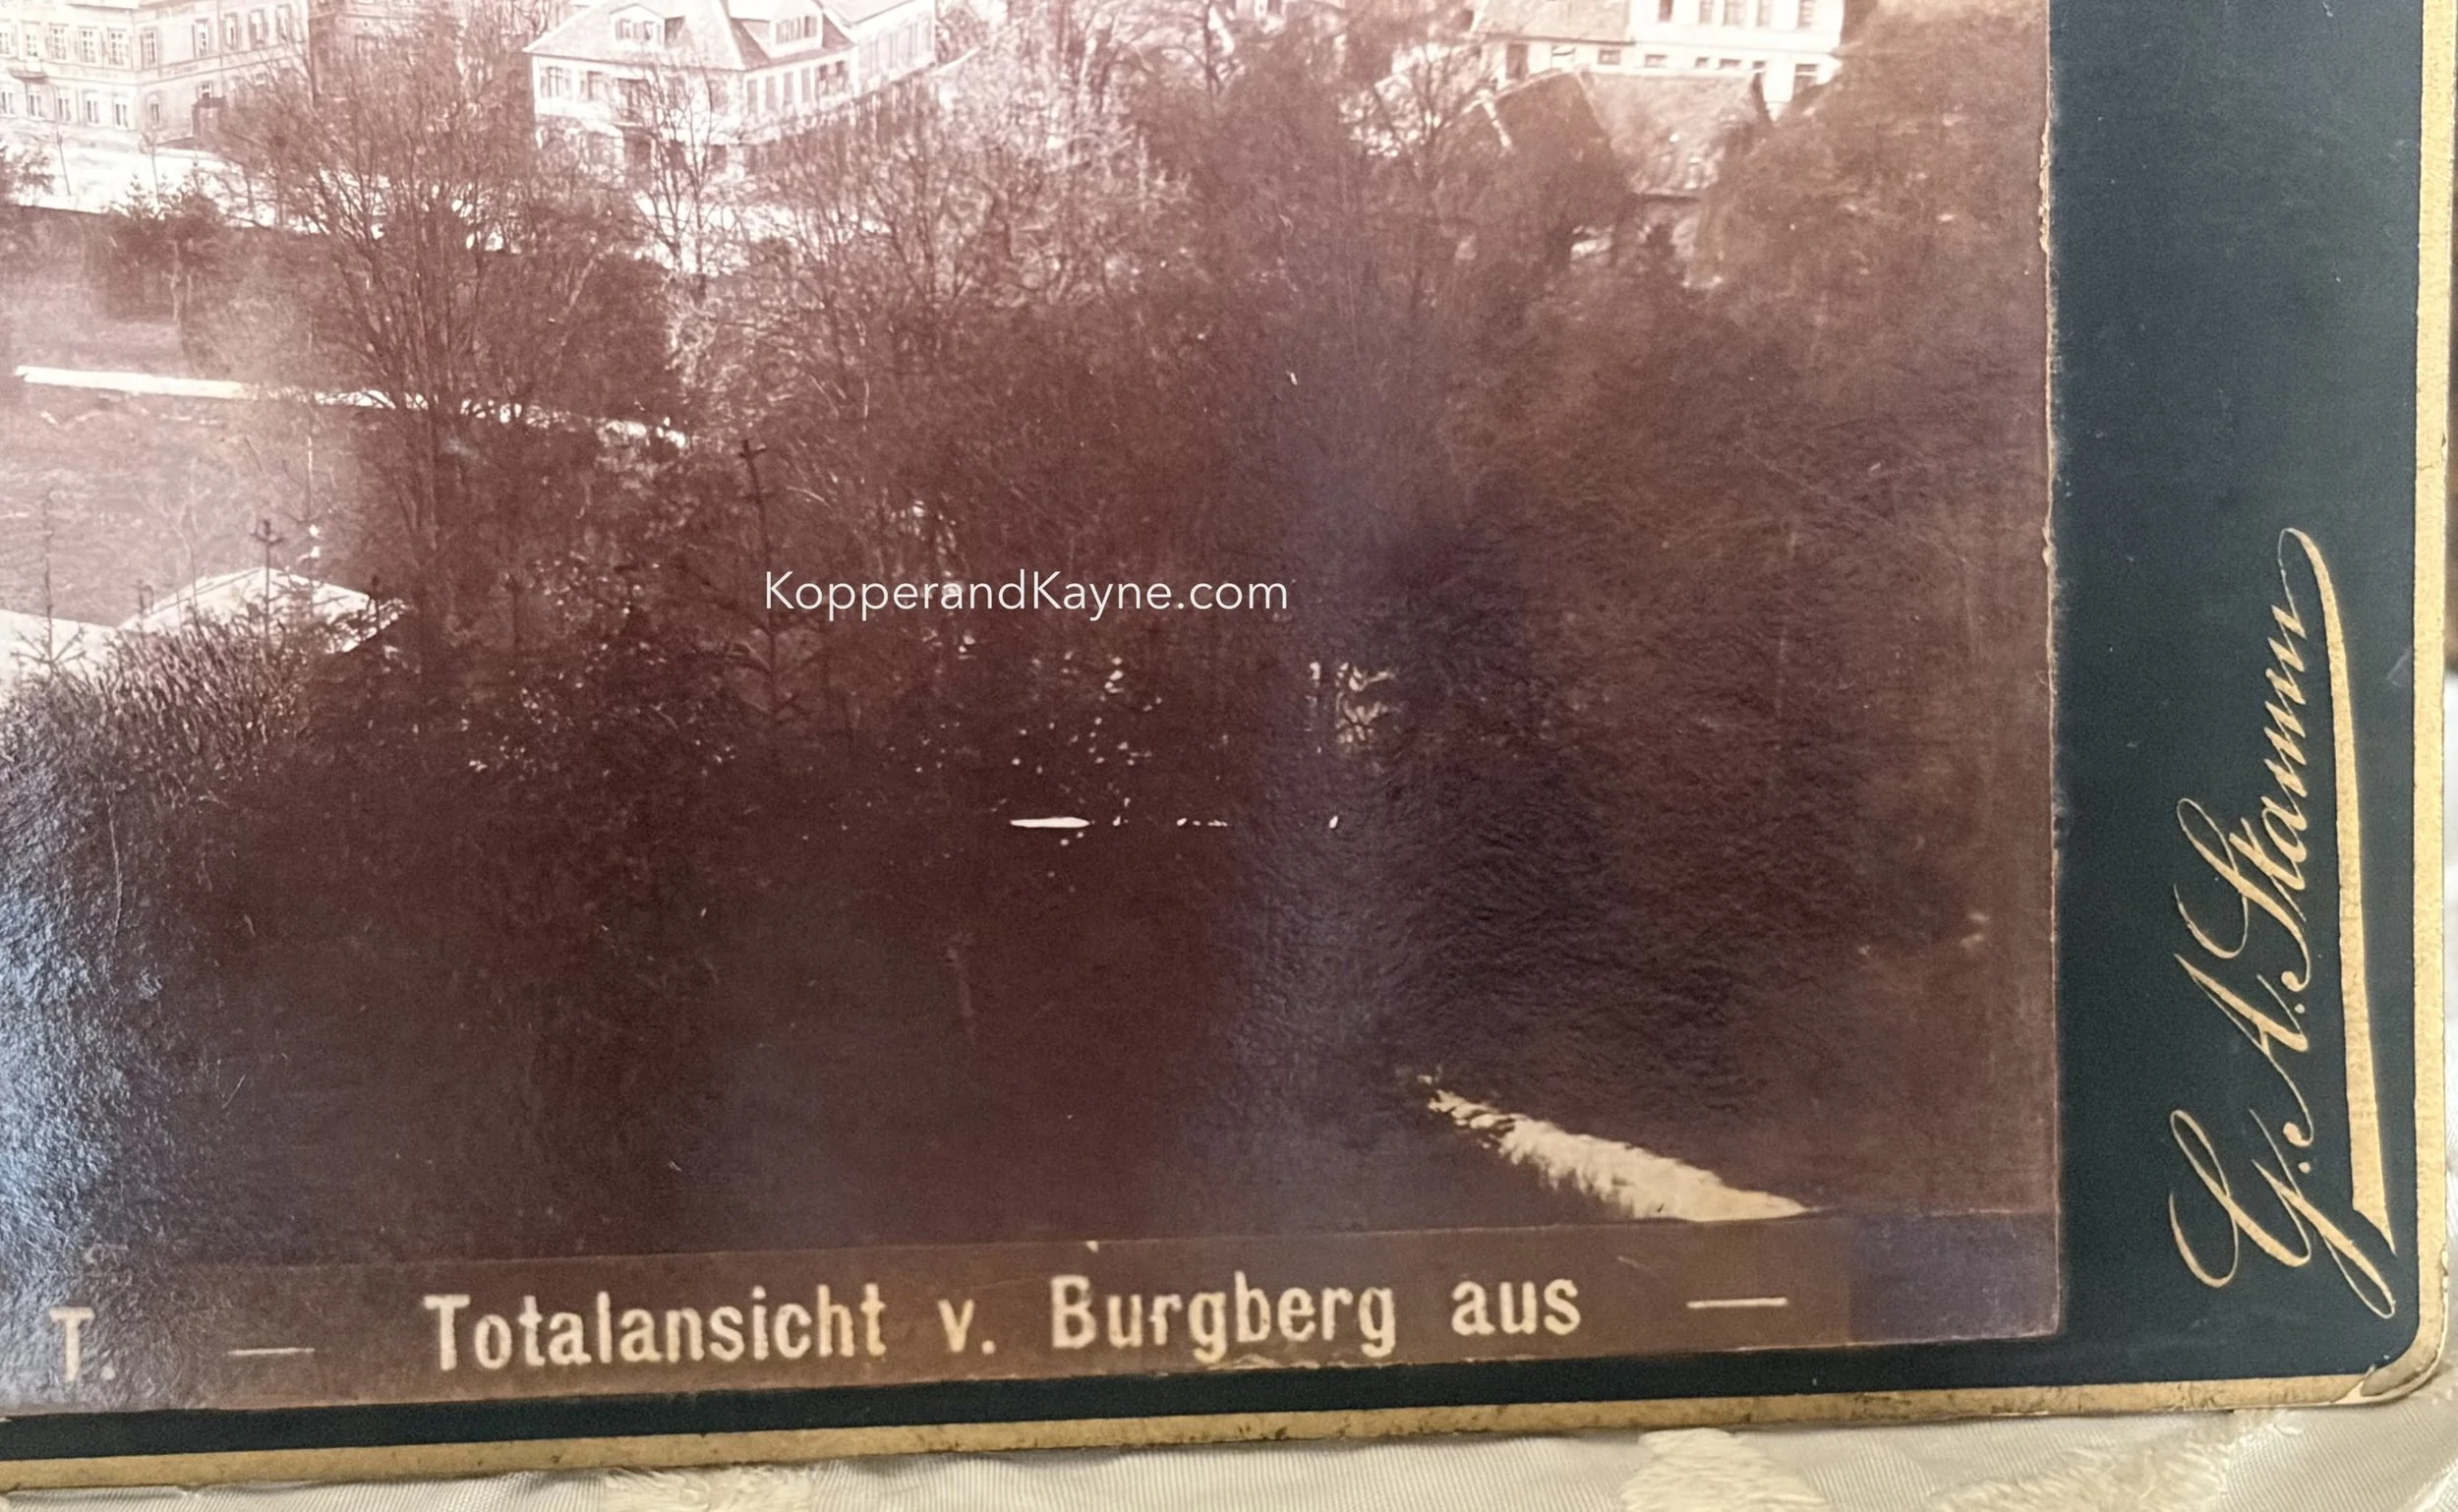 KopperandKayne.com
T. — Totalansicht v. Burgberg aus —
G. A. Stamm